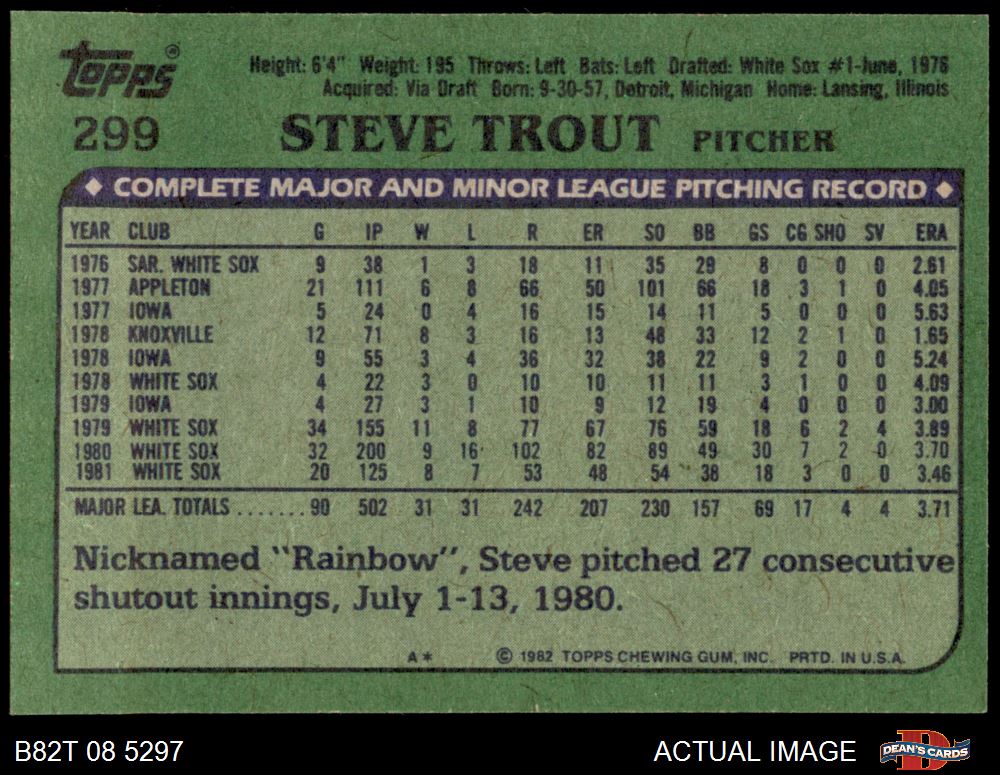 Topps®
Height: 6'4" Weight: 195 Throws: Left Bats: Left Drafted: White Sox #1-June, 1976
Acquired: Via Draft Born: 9-30-57, Detroit, Michigan Home: Lansing, Illinois
299 STEVE TROUT PITCHER
◆ COMPLETE MAJOR AND MINOR LEAGUE PITCHING RECORD ◆
YEAR CLUB G IP W L R ER SO BB GS CG SHO SV ERA
1976 SAR. WHITE SOX 9 38 1 3 18 11 35 29 8 0 0 0 2.61
1977 APPLETON 21 111 6 8 66 50 101 66 18 3 1 0 4.05
1977 IOWA 5 24 0 4 16 15 14 11 5 0 0 0 5.63
1978 KNOXVILLE 12 71 8 3 16 13 48 33 12 2 1 0 1.65
1978 IOWA 9 55 3 4 36 32 38 22 9 2 0 0 5.24
1978 WHITE SOX 4 22 3 0 10 10 11 11 3 1 0 0 4.09
1979 IOWA 4 27 3 1 10 9 12 19 4 0 0 0 3.00
1979 WHITE SOX 34 155 11 8 77 67 76 59 18 6 2 4 3.89
1980 WHITE SOX 32 200 9 16 102 82 89 49 30 7 2 0 3.70
1981 WHITE SOX 20 125 8 7 53 48 54 38 18 3 0 0 3.46
MAJOR LEA. TOTALS ....... 90 502 31 31 242 207 230 157 69 17 4 4 3.71
Nicknamed "Rainbow", Steve pitched 27 consecutive
shutout innings, July 1-13, 1980.
A* © 1982 TOPPS CHEWING GUM, INC. PRTD. IN U.S.A.
B82T 08 5297 ACTUAL IMAGE DEAN'S CARDS